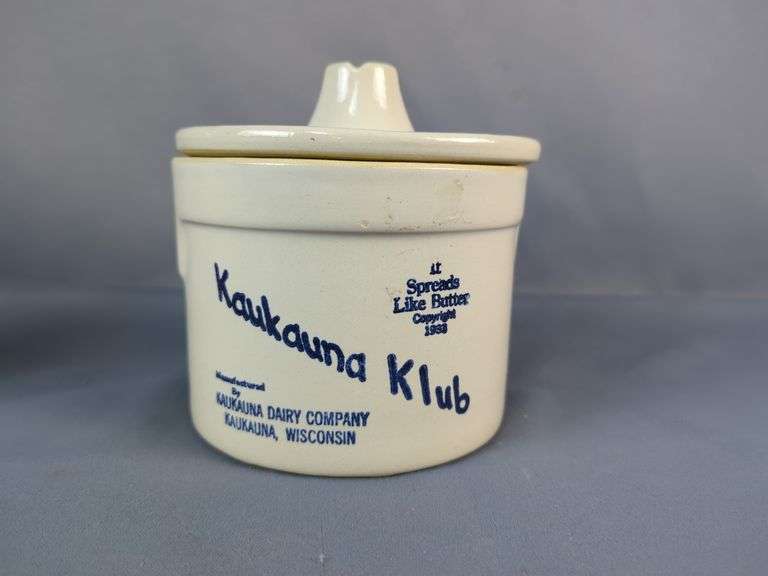 Kaukauna Klub
it
Spreads
Like Butter
Copyright
1933
Manufactured
By
KAUKAUNA DAIRY COMPANY
KAUKAUNA, WISCONSIN